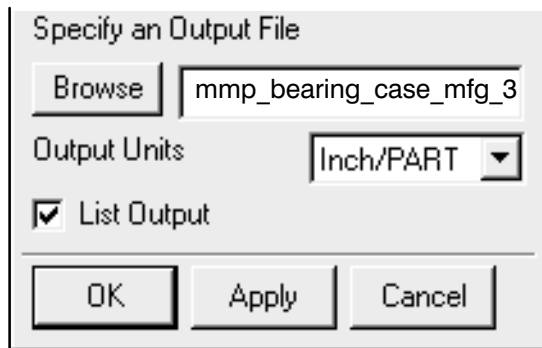 Specify an Output File
Browse mmp_bearing_case_mfg_3
Output Units Inch/PART
List Output
OK Apply Cancel